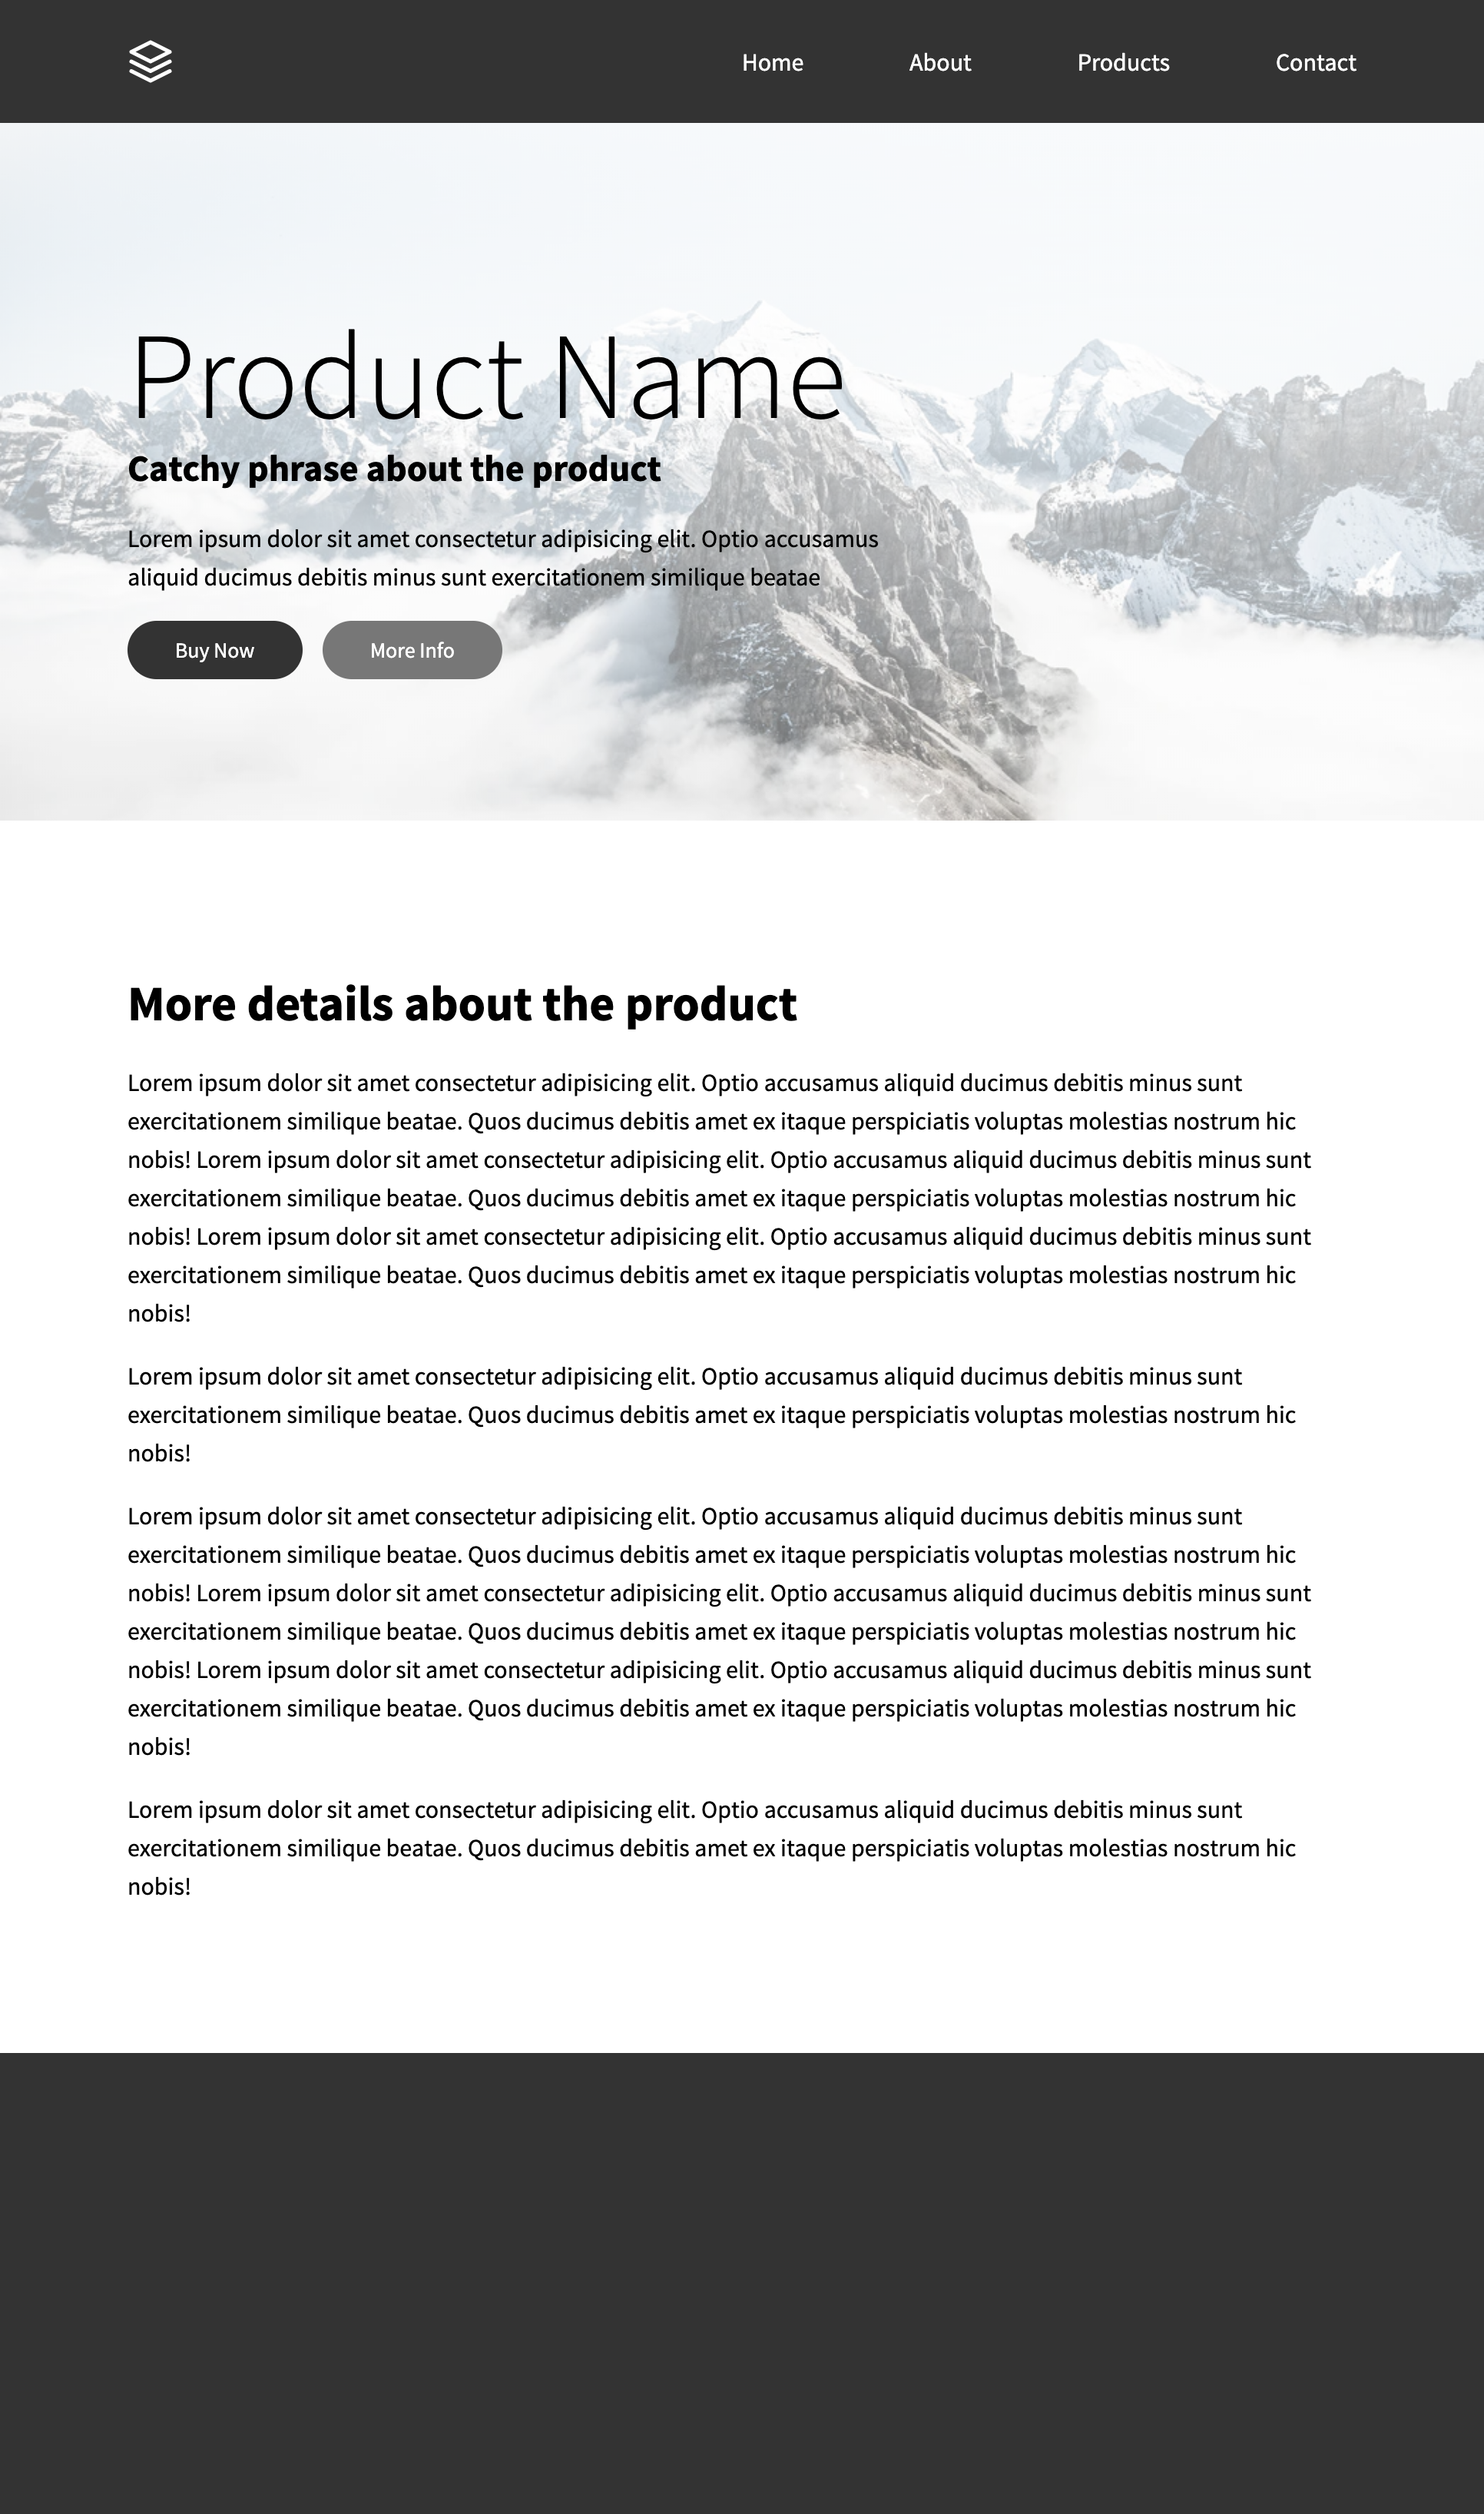 Home About Products Contact
Product Name
Catchy phrase about the product
Lorem ipsum dolor sit amet consectetur adipisicing elit. Optio accusamus
aliquid ducimus debitis minus sunt exercitationem similique beatae
Buy Now More Info
More details about the product
Lorem ipsum dolor sit amet consectetur adipisicing elit. Optio accusamus aliquid ducimus debitis minus sunt
exercitationem similique beatae. Quos ducimus debitis amet ex itaque perspiciatis voluptas molestias nostrum hic
nobis! Lorem ipsum dolor sit amet consectetur adipisicing elit. Optio accusamus aliquid ducimus debitis minus sunt
exercitationem similique beatae. Quos ducimus debitis amet ex itaque perspiciatis voluptas molestias nostrum hic
nobis! Lorem ipsum dolor sit amet consectetur adipisicing elit. Optio accusamus aliquid ducimus debitis minus sunt
exercitationem similique beatae. Quos ducimus debitis amet ex itaque perspiciatis voluptas molestias nostrum hic
nobis!
Lorem ipsum dolor sit amet consectetur adipisicing elit. Optio accusamus aliquid ducimus debitis minus sunt
exercitationem similique beatae. Quos ducimus debitis amet ex itaque perspiciatis voluptas molestias nostrum hic
nobis!
Lorem ipsum dolor sit amet consectetur adipisicing elit. Optio accusamus aliquid ducimus debitis minus sunt
exercitationem similique beatae. Quos ducimus debitis amet ex itaque perspiciatis voluptas molestias nostrum hic
nobis! Lorem ipsum dolor sit amet consectetur adipisicing elit. Optio accusamus aliquid ducimus debitis minus sunt
exercitationem similique beatae. Quos ducimus debitis amet ex itaque perspiciatis voluptas molestias nostrum hic
nobis! Lorem ipsum dolor sit amet consectetur adipisicing elit. Optio accusamus aliquid ducimus debitis minus sunt
exercitationem similique beatae. Quos ducimus debitis amet ex itaque perspiciatis voluptas molestias nostrum hic
nobis!
Lorem ipsum dolor sit amet consectetur adipisicing elit. Optio accusamus aliquid ducimus debitis minus sunt
exercitationem similique beatae. Quos ducimus debitis amet ex itaque perspiciatis voluptas molestias nostrum hic
nobis!